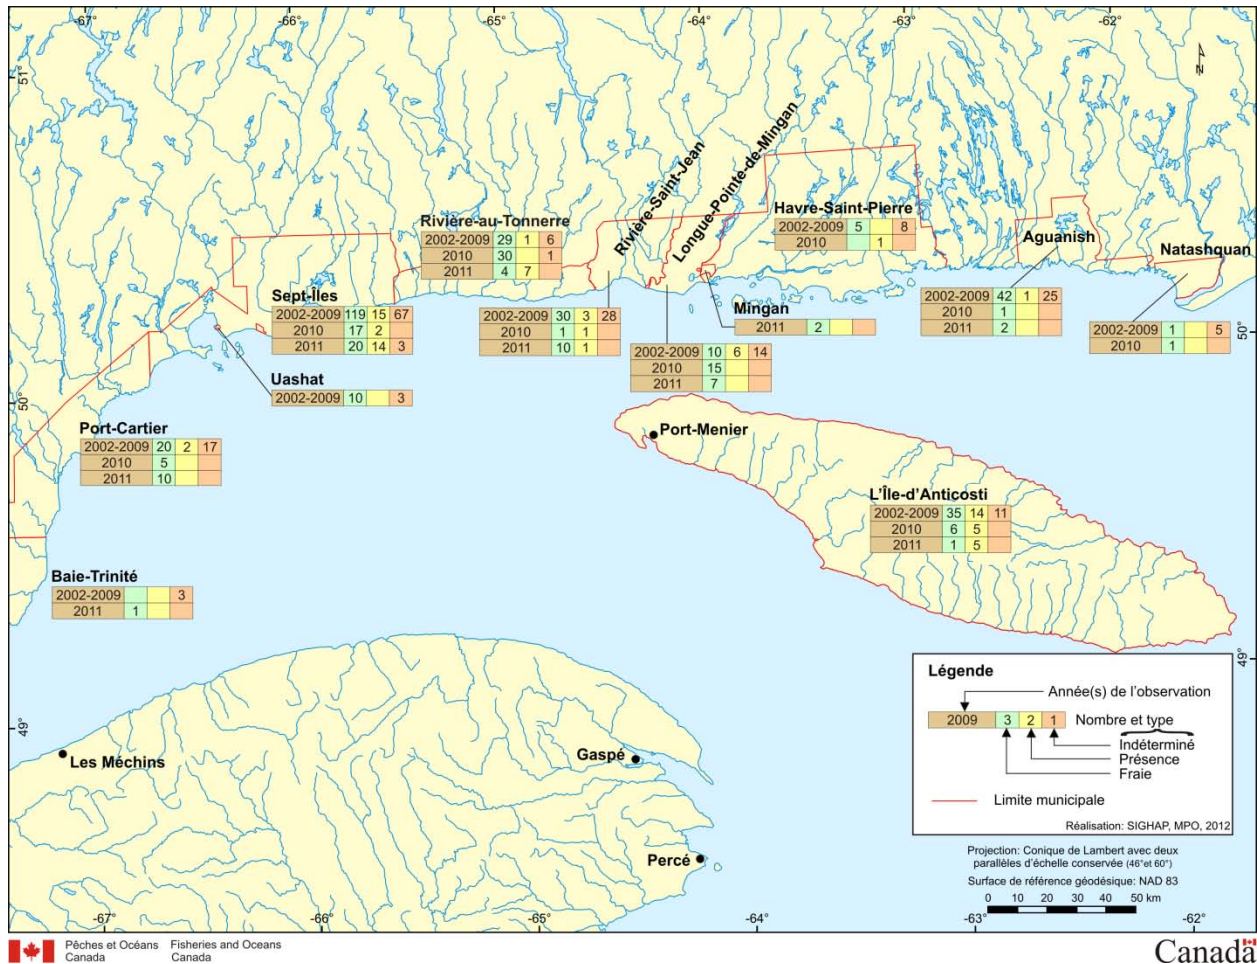 -67° -66° -65° -64° -63° -62°
51°
N
Rivière-Saint-Jean
Longue-Pointe-de-Mingan
Rivière-au-Tonnerre
2002-2009 29 1 6
2010 30 1
2011 4 7
Havre-Saint-Pierre
2002-2009 5 8
2010 1
Aguanish
Natashquan
Sept-Îles
2002-2009 119 15 67
2010 17 2
2011 20 14 3
2002-2009 30 3 28
2010 1 1
2011 10 1
Mingan
2011 2
2002-2009 42 1 25
2010 1
2011 2
2002-2009 1 5
2010 1
50°
2002-2009 10 6 14
2010 15
2011 7
Uashat
2002-2009 10 3
50°
Port-Cartier
2002-2009 20 2 17
2010 5
2011 10
Port-Menier
L'Île-d'Anticosti
2002-2009 35 14 11
2010 6 5
2011 1 5
Baie-Trinité
2002-2009 3
2011 1
49°
Légende
Année(s) de l'observation
2009 3 2 1 Nombre et type
Indéterminé
Présence
Fraie
Limite municipale
Réalisation: SIGHAP, MPO, 2012
49°
Les Méchins
Gaspé
Percé
Projection: Conique de Lambert avec deux
parallèles d'échelle conservée (46°et 60°)
Surface de référence géodésique: NAD 83
0 10 20 30 40 50 km
-67° -66° -65° -64° -63° -62°
Pêches et Océans Fisheries and Oceans
Canada Canada
Canada